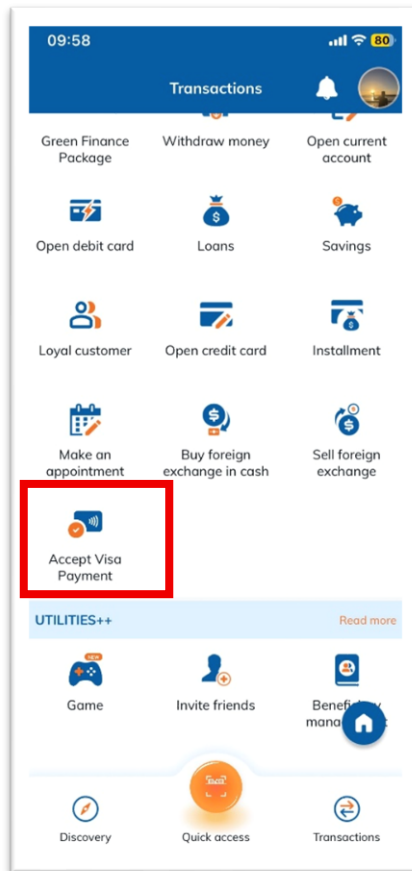 09:58
80
Transactions
Green Finance
Package
Withdraw money
Open current
account
Open debit card
Loans
Savings
Loyal customer
Open credit card
Installment
Make an
appointment
Buy foreign
exchange in cash
Sell foreign
exchange
Accept Visa
Payment
UTILITIES++
Read more
NEW
Game
Invite friends
Discovery
Quick access
Transactions